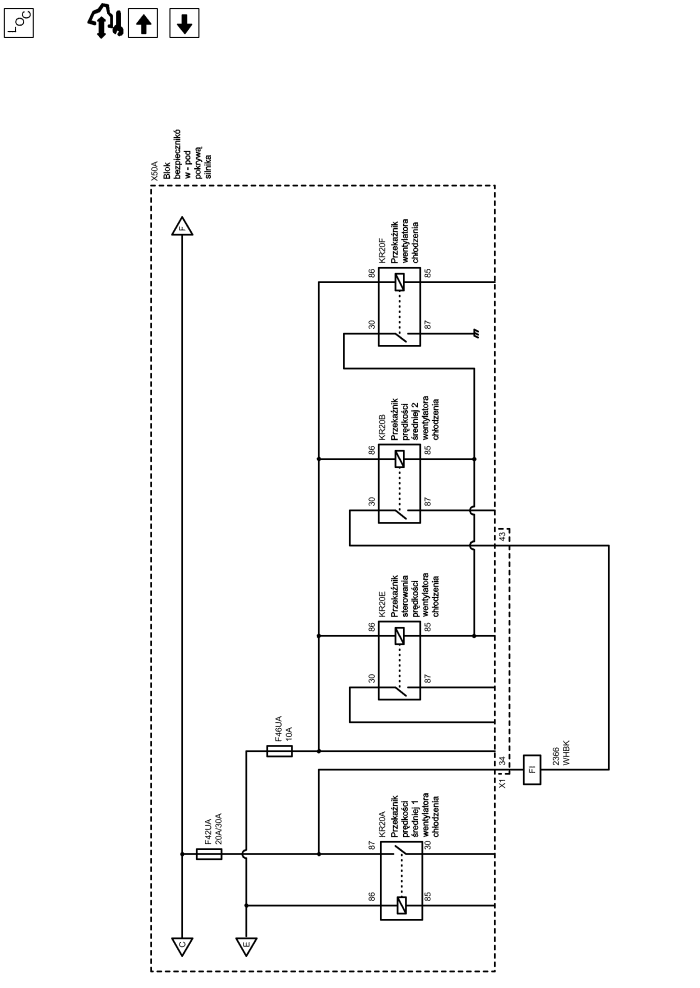 LOC
X50A
Blok
bezpiecznikó
w - pod
pokrywą
silnika
F
KR20F
Przekaźnik
wentylatora
chłodzenia
86
85
30
87
KR20B
Przekaźnik
prędkości
średniej 2
wentylatora
chłodzenia
86
85
30
87
43
KR20E
Przekaźnik
sterowania
prędkości
wentylatora
chłodzenia
86
85
30
87
F46UA
10A
34
X1
FI
2366
WHBK
F42UA
20A/30A
KR20A
Przekaźnik
prędkości
średniej 1
wentylatora
chłodzenia
87
30
86
85
C
E